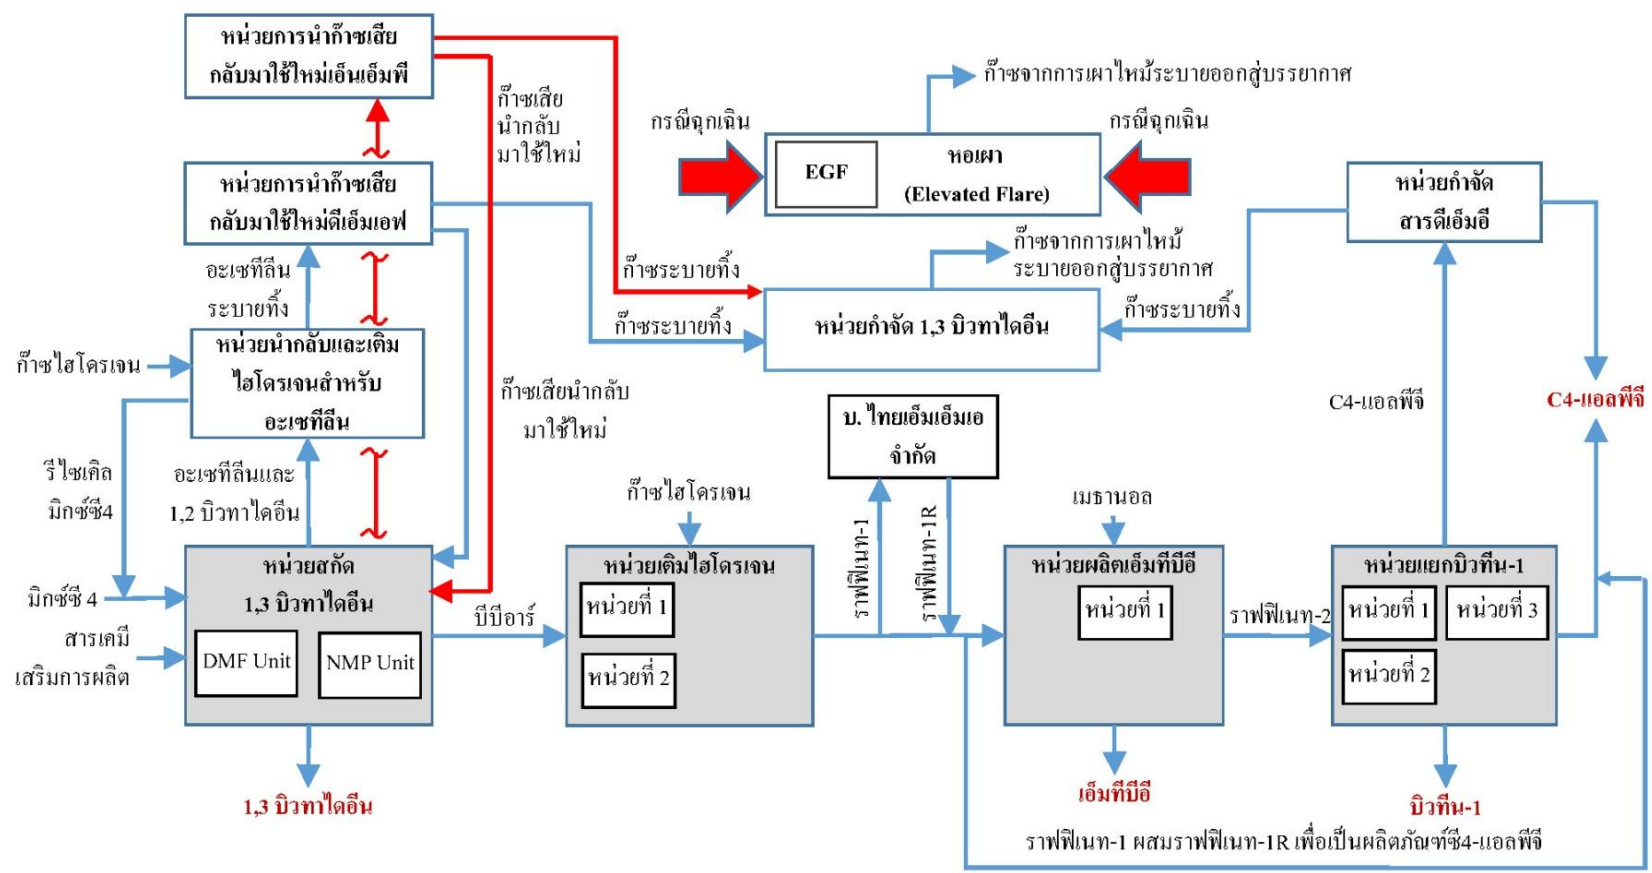 หน่วยการนำก๊าซเสีย
กลับมาใช้ใหม่เอ็นเอ็มพี
ก๊าซเสีย
นำกลับ
มาใช้ใหม่
ก๊าซจากการเผาไหม้ระบายออกสู่บรรยากาศ
กรณีฉุกเฉิน
กรณีฉุกเฉิน
EGF
หอเผา
(Elevated Flare)
หน่วยการนำก๊าซเสีย
กลับมาใช้ใหม่ดีเอ็มเอฟ
หน่วยกำจัด
สารดีเอ็มอี
อะเซทีลีน
ระบายทิ้ง
ก๊าซระบายทิ้ง
ก๊าซจากการเผาไหม้
ระบายออกสู่บรรยากาศ
ก๊าซระบายทิ้ง
หน่วยกำจัด 1,3 บิวทาไดอีน
ก๊าซระบายทิ้ง
ก๊าซไฮโดรเจน
หน่วยนำกลับและเติม
ไฮโดรเจนสำหรับ
อะเซทีลีน
ก๊าซเสียนำกลับ
มาใช้ใหม่
บ. ไทยเอ็มเอ็มเอ
จำกัด
C4-แอลพีจี
C4-แอลพีจี
รีไซเคิล
มิกซ์ซี4
อะเซทีลีนและ
1,2 บิวทาไดอีน
ก๊าซไฮโดรเจน
ราฟฟิเนท-1
ราฟฟิเนท-1R
เมธานอล
มิกซ์ซี 4
สารเคมี
เสริมการผลิต
หน่วยสกัด
1,3 บิวทาไดอีน
DMF Unit
NMP Unit
บีบีอาร์
หน่วยเติมไฮโดรเจน
หน่วยที่ 1
หน่วยที่ 2
หน่วยผลิตเอ็มทีบีอี
หน่วยที่ 1
ราฟฟิเนท-2
หน่วยแยกบิวทีน-1
หน่วยที่ 1
หน่วยที่ 3
หน่วยที่ 2
1,3 บิวทาไดอีน
เอ็มทีบีอี
บิวทีน-1
ราฟฟิเนท-1 ผสมราฟฟิเนท-1R เพื่อเป็นผลิตภัณฑ์ซี4-แอลพีจี